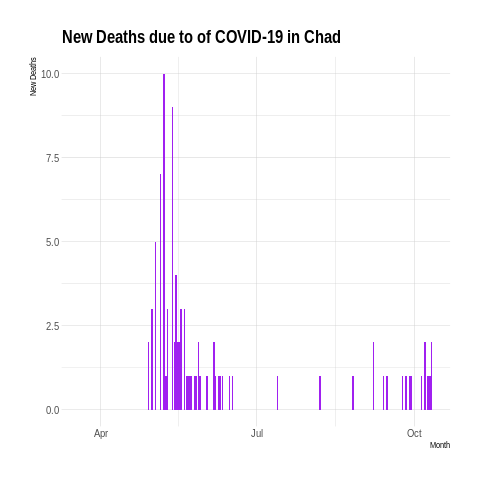 New Deaths due to of COVID-19 in Chad
New Deaths
10.0
7.5
5.0
2.5
0.0
Apr
Jul
Oct
Month